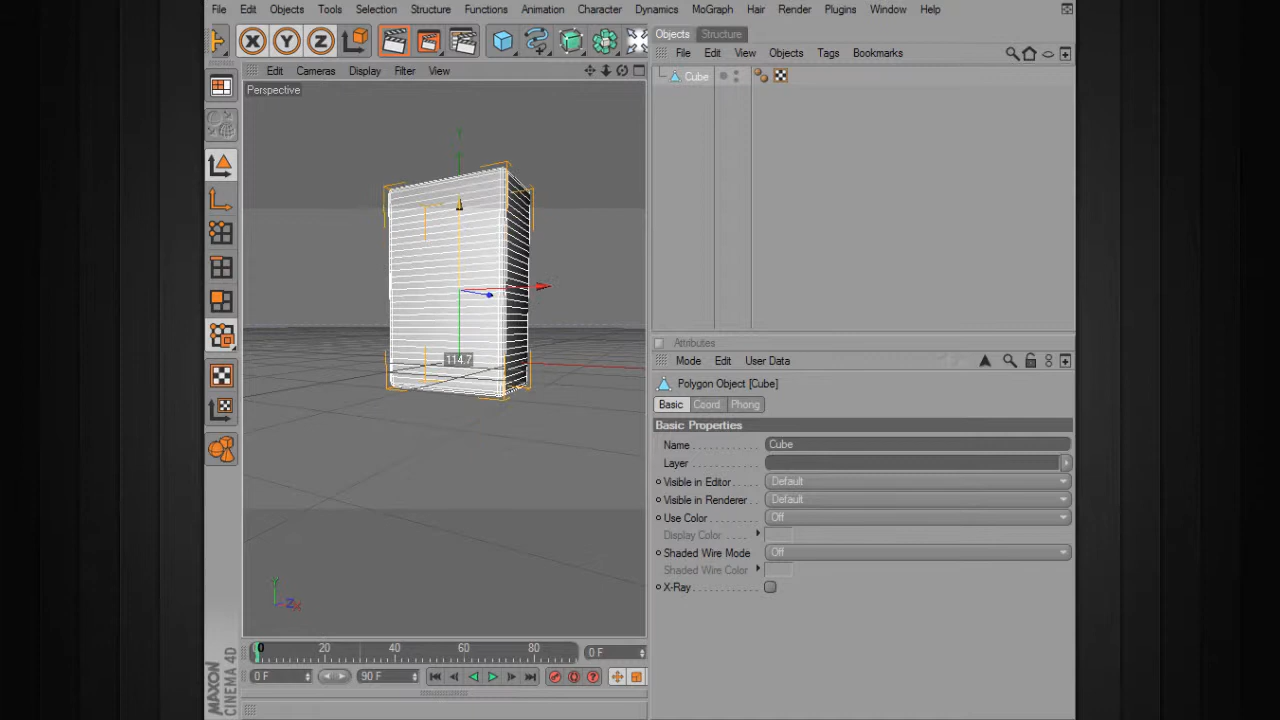 File Edit Objects Tools Selection Structure Functions Animation Character Dynamics MoGraph Hair Render Plugins Window Help
X Y Z
Objects Structure
File Edit View Objects Tags Bookmarks
Edit Cameras Display Filter View
Cube
Perspective
Y
114.7
Attributes
Mode Edit User Data
Polygon Object [Cube]
Basic Coord Phong
Basic Properties
Name Cube
Layer
Visible in Editor Default
Visible in Renderer Default
Use Color Off
Display Color
Shaded Wire Mode Off
Shaded Wire Color
X-Ray
Y
Z X
0 20 40 60 80 0 F
0 F 90 F
MAXON
CINEMA 4D